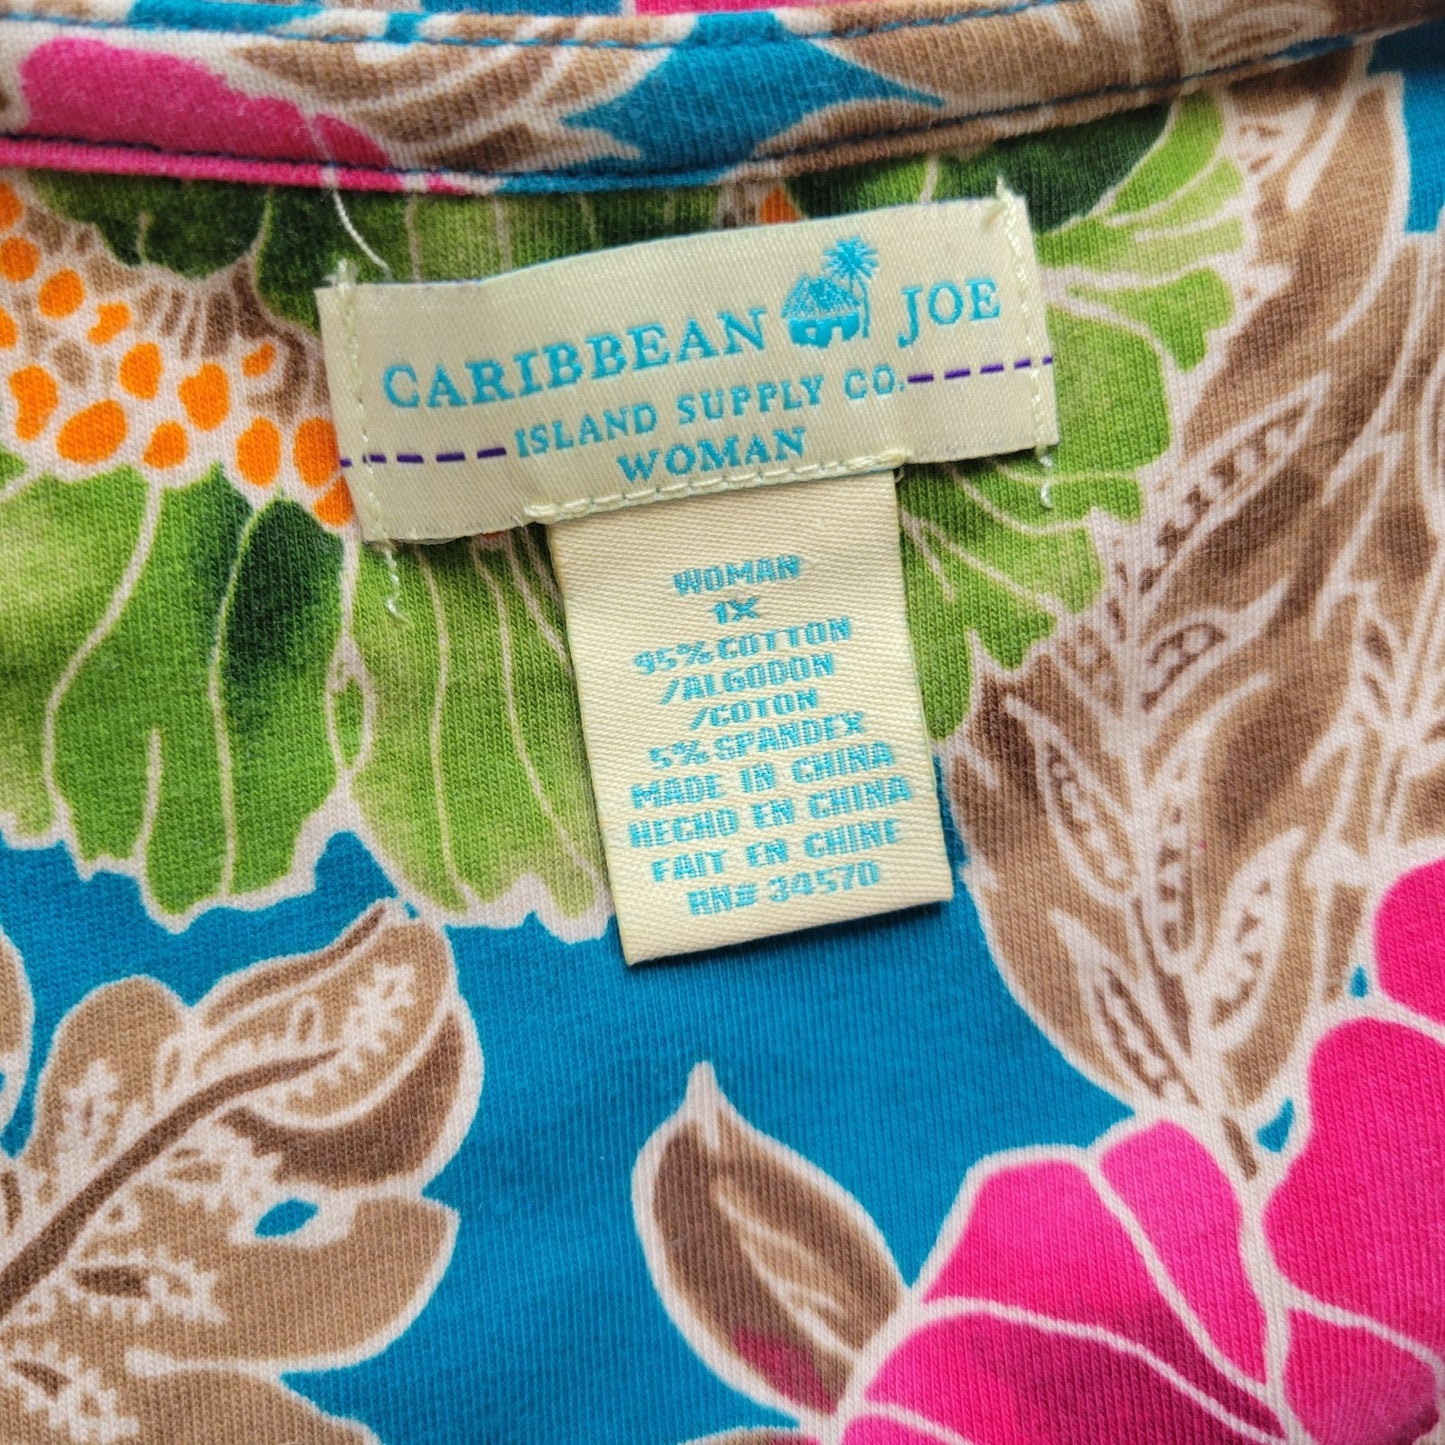 CARIBBEAN JOE
ISLAND SUPPLY CO.
WOMAN
WOMAN
1X
95% COTTON
/ALGODON
/COTON
5% SPANDEX
MADE IN CHINA
HECHO EN CHINA
FAIT EN CHINE
RN# 34570